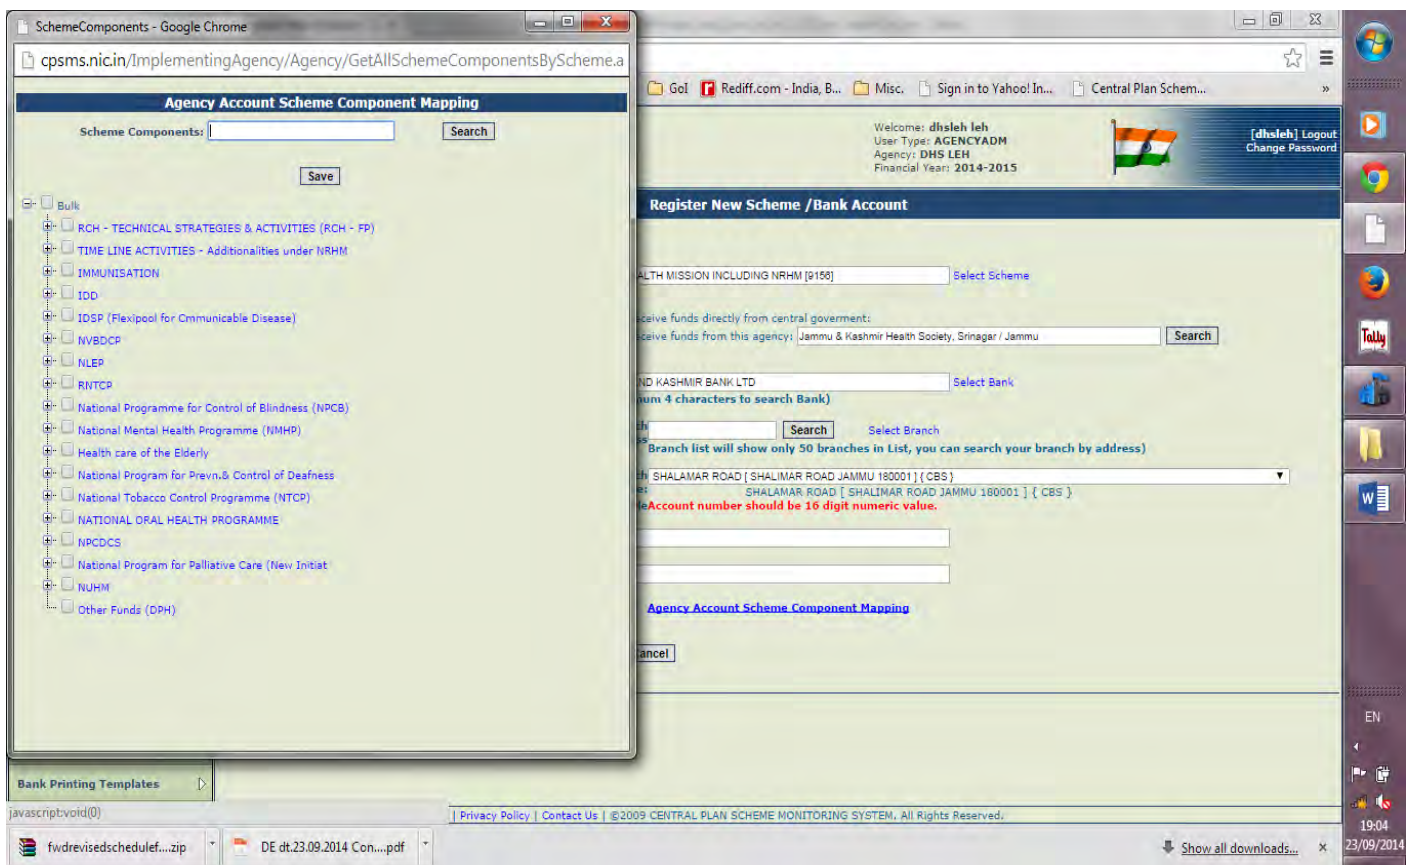 SchemeComponents - Google Chrome
cpsms.nic.in/ImplementingAgency/Agency/GetAllSchemeComponentsByScheme.a
Agency Account Scheme Component Mapping
Scheme Components:
Search
Save
Bulk
RCH - TECHNICAL STRATEGIES & ACTIVITIES (RCH - FP)
TIME LINE ACTIVITIES - Additionalities under NRHM
IMMUNISATION
IDD
IDSP (Flexipool for Cmmunicable Disease)
NVBDCP
NLEP
RNTCP
National Programme for Control of Blindness (NPCB)
National Mental Health Programme (NMHP)
Health care of the Elderly
National Program for Prevn.& Control of Deafness
National Tobacco Control Programme (NTCP)
NATIONAL ORAL HEALTH PROGRAMME
NPCDCS
National Program for Palliative Care (New Initiat
NUHM
Other Funds (DPH)
GoI Rediff.com - India, B... Misc. Sign in to Yahoo! In... Central Plan Schem... »
Welcome: dhsleh leh
User Type: AGENCYADM
Agency: DHS LEH
Financial Year: 2014-2015
[dhsleh] Logout
Change Password
Register New Scheme /Bank Account
ALTH MISSION INCLUDING NRHM [9156] Select Scheme
eceive funds directly from central goverment:
eceive funds from this agency: Jammu & Kashmir Health Society, Srinagar / Jammu Search
ND KASHMIR BANK LTD Select Bank
num 4 characters to search Bank)
ch Search Select Branch
ss Branch list will show only 50 branches in List, you can search your branch by address)
ch SHALAMAR ROAD [ SHALIMAR ROAD JAMMU 180001 ] { CBS }
e: SHALAMAR ROAD [ SHALIMAR ROAD JAMMU 180001 ] { CBS }
le Account number should be 16 digit numeric value.
Agency Account Scheme Component Mapping
Cancel
Bank Printing Templates
javascript:void(0)
| Privacy Policy | Contact Us | ©2009 CENTRAL PLAN SCHEME MONITORING SYSTEM. All Rights Reserved.
fwdrevisedschedulef....zip DE dt.23.09.2014 Con....pdf Show all downloads... ×
Tally
W
EN
19:04
23/09/2014